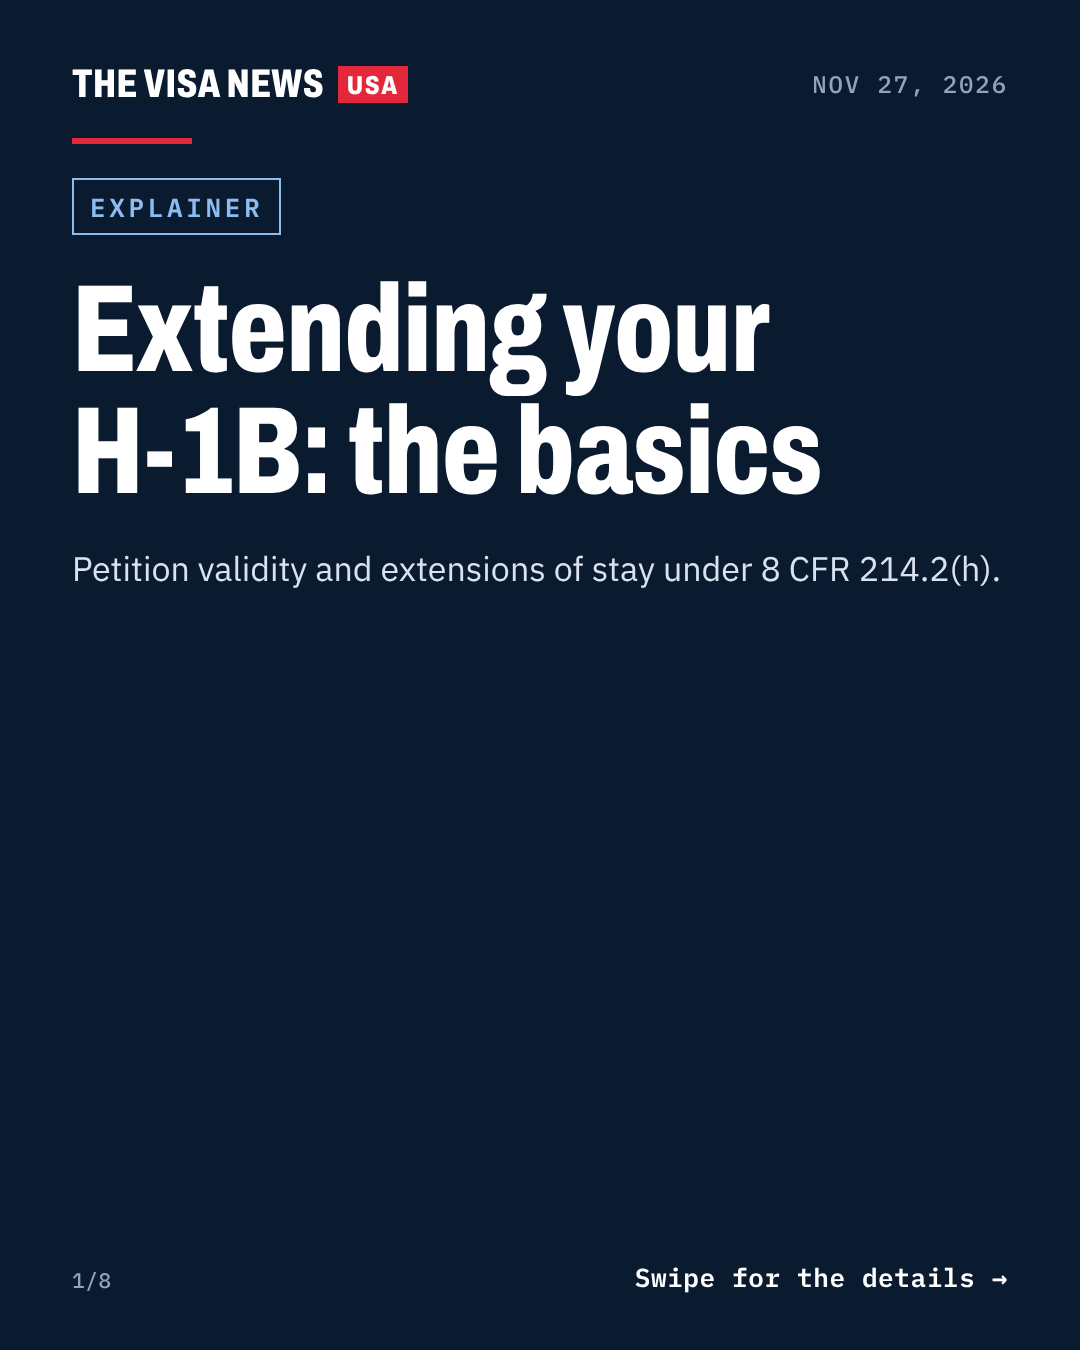 THE VISA NEWS USA
NOV 27, 2026
EXPLAINER
Extending your
H-1B: the basics
Petition validity and extensions of stay under 8 CFR 214.2(h).
1/8
Swipe for the details →